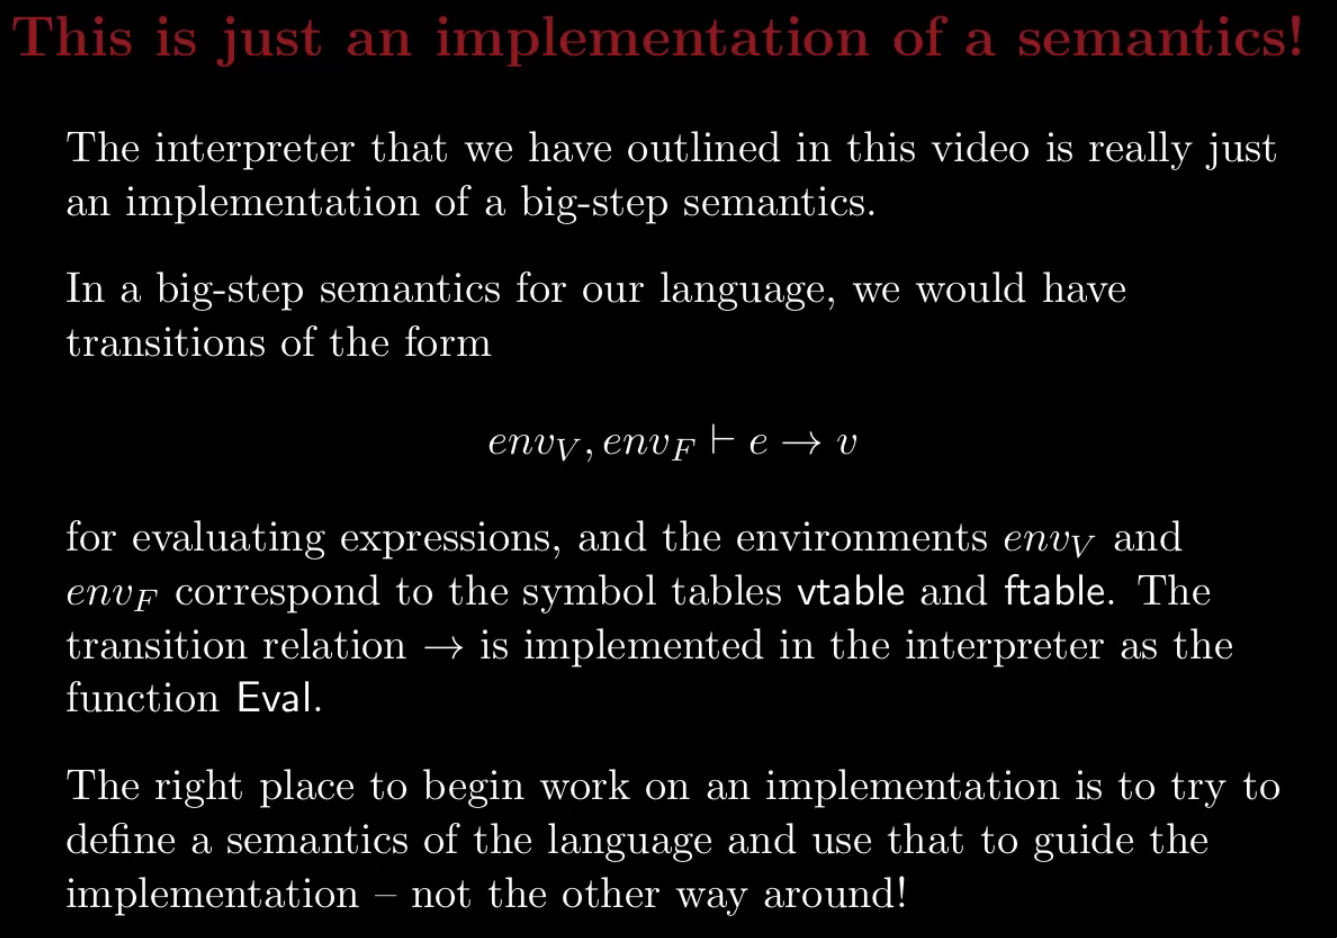 This is just an implementation of a semantics!
The interpreter that we have outlined in this video is really just
an implementation of a big-step semantics.
In a big-step semantics for our language, we would have
transitions of the form
env_V, env_F ⊢ e → v
for evaluating expressions, and the environments env_V and
env_F correspond to the symbol tables vtable and ftable. The
transition relation → is implemented in the interpreter as the
function Eval.
The right place to begin work on an implementation is to try to
define a semantics of the language and use that to guide the
implementation – not the other way around!